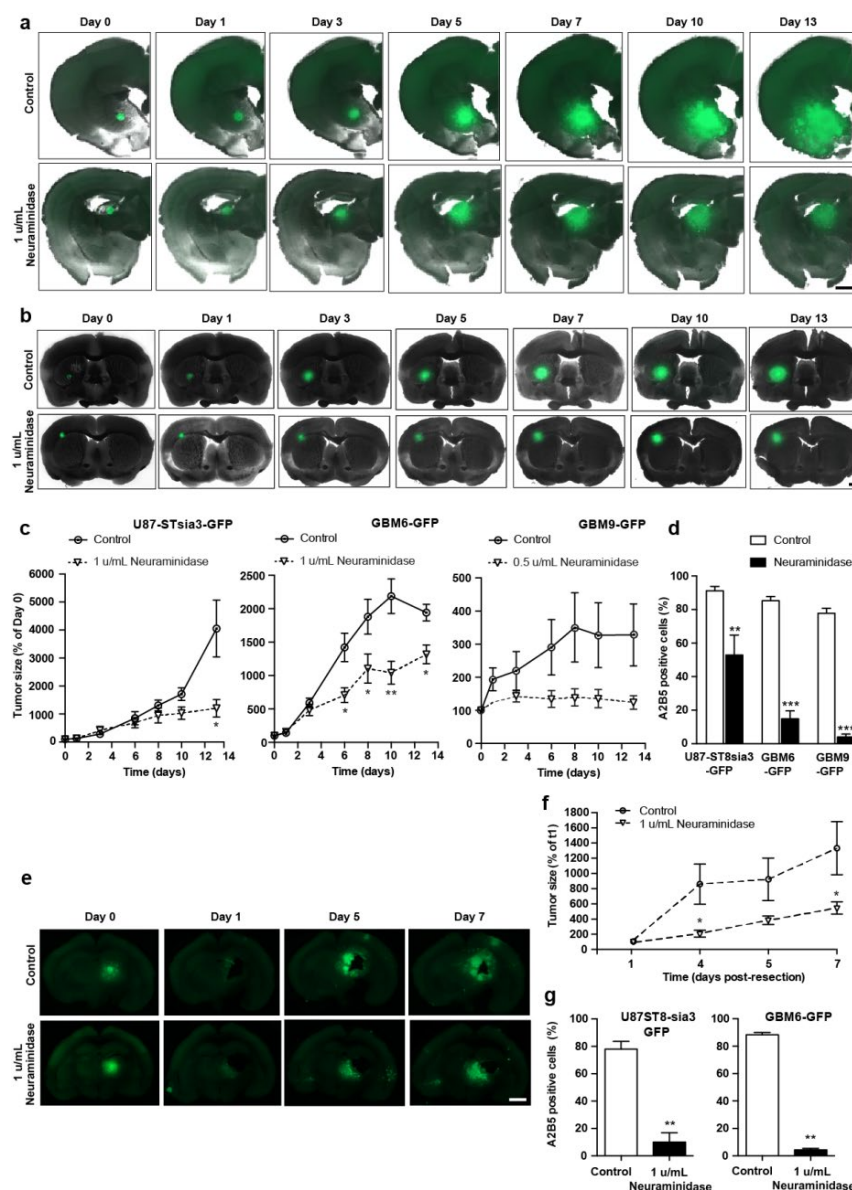 a
Day 0 Day 1 Day 3 Day 5 Day 7 Day 10 Day 13
Control
1 u/mL
Neuraminidase
b
Day 0 Day 1 Day 3 Day 5 Day 7 Day 10 Day 13
Control
1 u/mL
Neuraminidase
c
U87-STsia3-GFP
Control
1 u/mL Neuraminidase
Tumor size (% of Day 0)
6000
5000
4000
3000
2000
1000
0
*
0 2 4 6 8 10 12 14
Time (days)
GBM6-GFP
Control
1 u/mL Neuraminidase
2500
2000
1500
1000
500
0
* * ** *
0 2 4 6 8 10 12 14
Time (days)
GBM9-GFP
Control
0.5 u/mL Neuraminidase
400
300
200
100
0
0 2 4 6 8 10 12 14
Time (days)
d
Control
Neuraminidase
A2B5 positive cells (%)
100
80
60
40
20
0
** *** ***
U87-ST8sia3
-GFP
GBM6
-GFP
GBM9
-GFP
e
Day 0 Day 1 Day 5 Day 7
Control
1 u/mL
Neuraminidase
f
Control
1 u/mL Neuraminidase
Tumor size (% of t1)
1800
1600
1400
1200
1000
800
600
400
200
0
* *
1 4 5 7
Time (days post-resection)
g
U87ST8-sia3
GFP
A2B5 positive cells (%)
100
80
60
40
20
0
**
Control 1 u/mL
Neuraminidase
GBM6-GFP
100
80
60
40
20
0
**
Control 1 u/mL
Neuraminidase